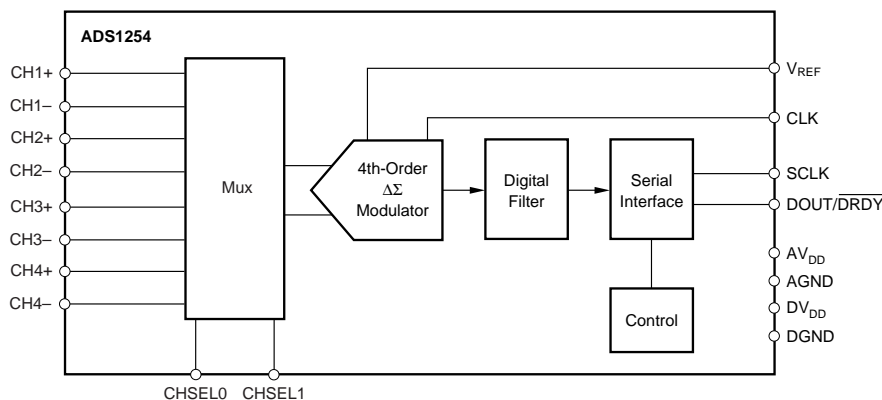 ADS1254
CH1+
CH1–
CH2+
CH2–
CH3+
CH3–
CH4+
CH4–
Mux
CHSEL0
CHSEL1
4th-Order
ΔΣ
Modulator
Digital
Filter
Serial
Interface
Control
VREF
CLK
SCLK
DOUT/DRDY
AVDD
AGND
DVDD
DGND